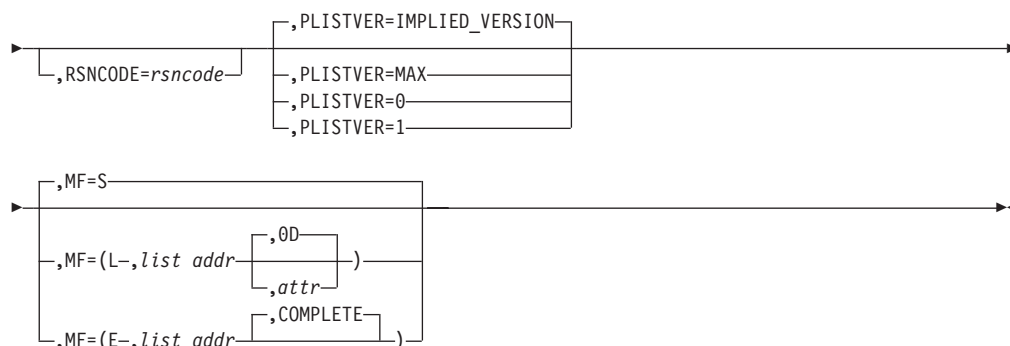 ,PLISTVER=IMPLIED_VERSION
,RSNCODE=rsncode
,PLISTVER=MAX
,PLISTVER=0
,PLISTVER=1
,MF=S
,0D
,MF=(L–,list addr )
,attr
,COMPLETE
,MF=(E–,list addr )